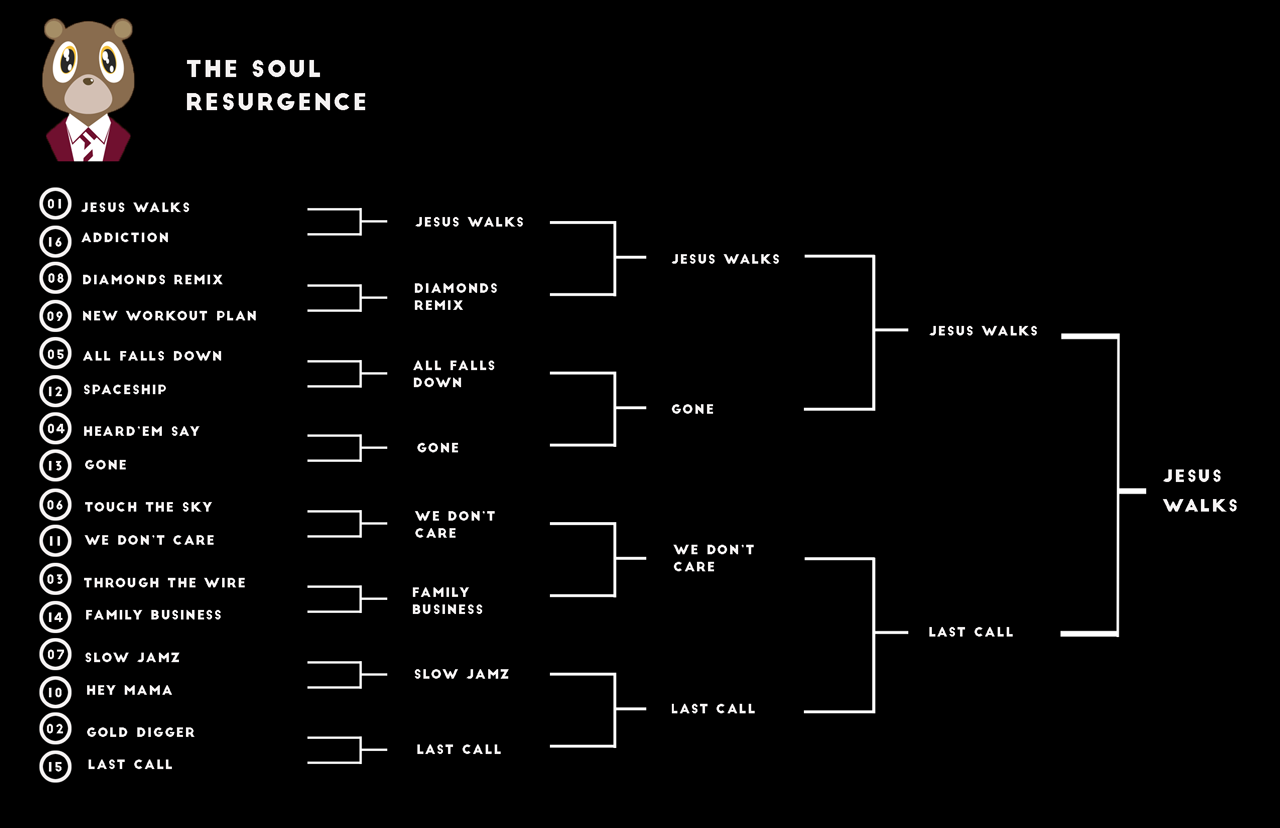 THE SOUL
RESURGENCE
01 JESUS WALKS
16 ADDICTION
08 DIAMONDS REMIX
09 NEW WORKOUT PLAN
05 ALL FALLS DOWN
12 SPACESHIP
04 HEARD'EM SAY
13 GONE
06 TOUCH THE SKY
11 WE DON'T CARE
03 THROUGH THE WIRE
14 FAMILY BUSINESS
07 SLOW JAMZ
10 HEY MAMA
02 GOLD DIGGER
15 LAST CALL
JESUS WALKS
DIAMONDS
REMIX
ALL FALLS
DOWN
GONE
WE DON'T
CARE
FAMILY
BUSINESS
SLOW JAMZ
LAST CALL
JESUS WALKS
GONE
WE DON'T
CARE
LAST CALL
JESUS WALKS
LAST CALL
JESUS
WALKS